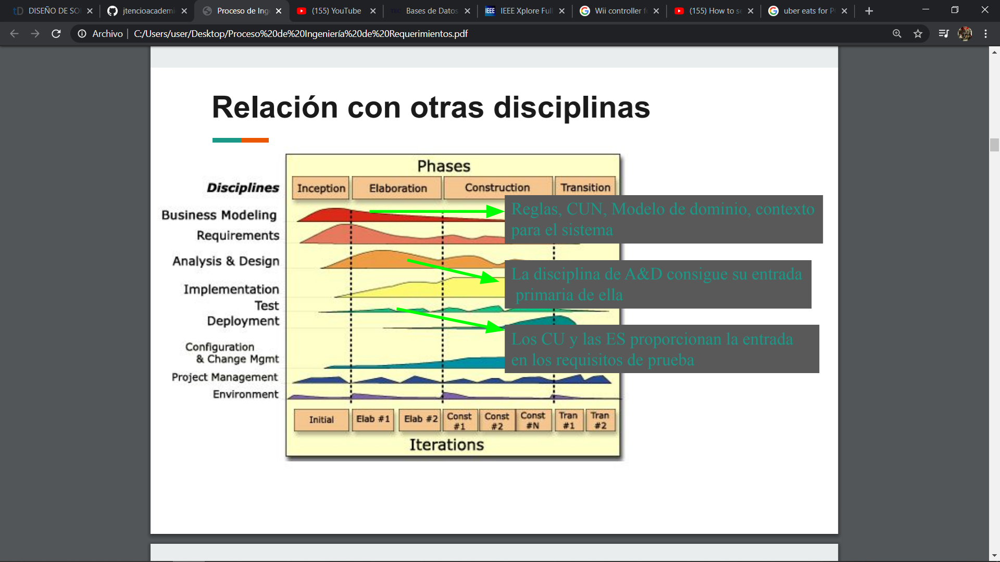 DISEÑO DE SO
jtencioacademi
Proceso de Ing
(155) YouTube
Bases de Datos
IEEE Xplore Full
Wii controller f
(155) How to se
uber eats for P
Archivo C:/Users/user/Desktop/Proceso%20de%20Ingeniería%20de%20Requerimientos.pdf
Relación con otras disciplinas
Phases
Disciplines
Inception
Elaboration
Construction
Transition
Business Modeling
Requirements
Analysis & Design
Implementation
Test
Deployment
Configuration
& Change Mgmt
Project Management
Environment
Reglas, CUN, Modelo de dominio, contexto
para el sistema
La disciplina de A&D consigue su entrada
primaria de ella
Los CU y las ES proporcionan la entrada
en los requisitos de prueba
Initial
Elab #1
Elab #2
Const
#1
Const
#2
Const
#N
Tran
#1
Tran
#2
Iterations